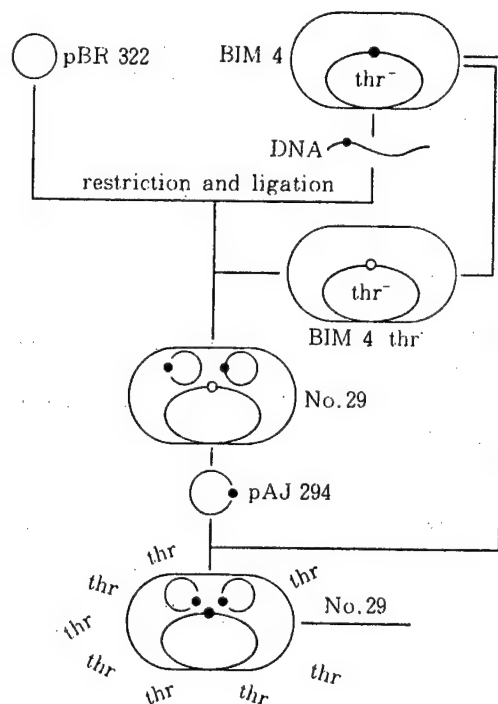 pBR 322
BIM 4
thr⁻
DNA
restriction and ligation
thr⁻
BIM 4 thr⁻
No.29
pAJ 294
thr
thr
thr
No.29
thr
thr
thr
thr
thr